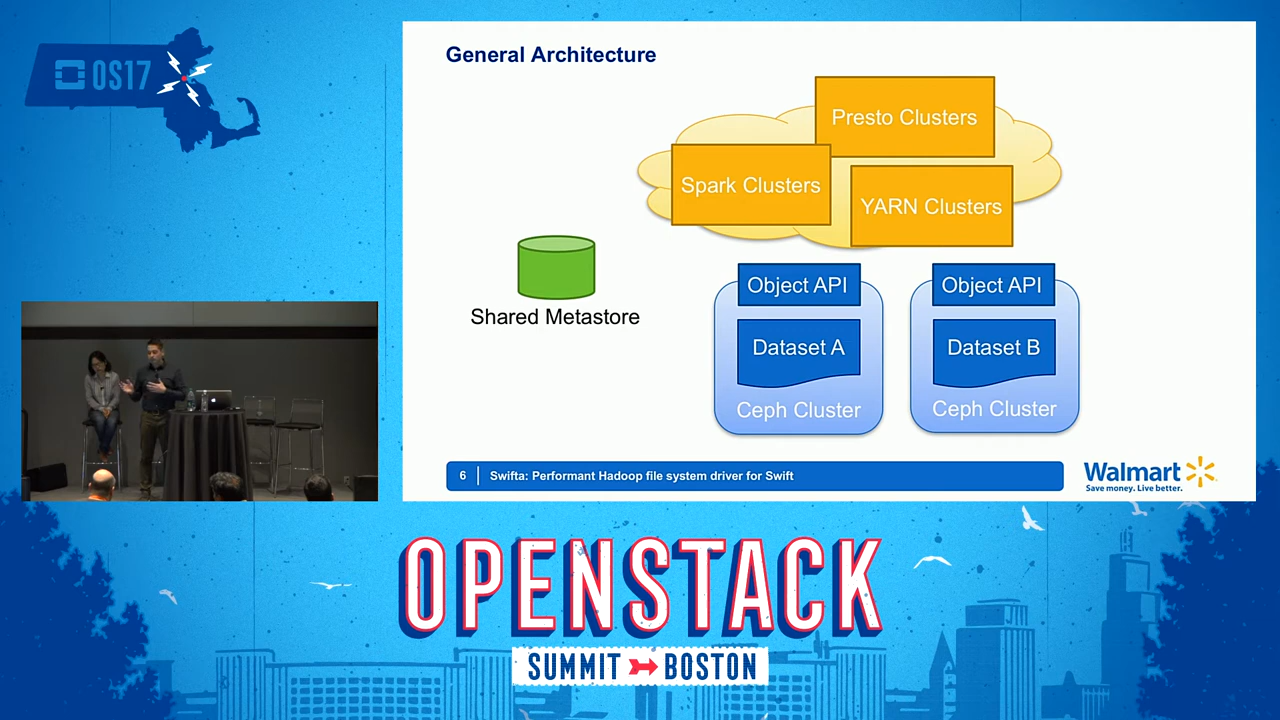 OS17
General Architecture
Presto Clusters
Spark Clusters
YARN Clusters
Shared Metastore
Object API
Dataset A
Ceph Cluster
Object API
Dataset B
Ceph Cluster
6
Swifta: Performant Hadoop file system driver for Swift
Walmart
Save money. Live better.
OPENSTACK
SUMMIT BOSTON